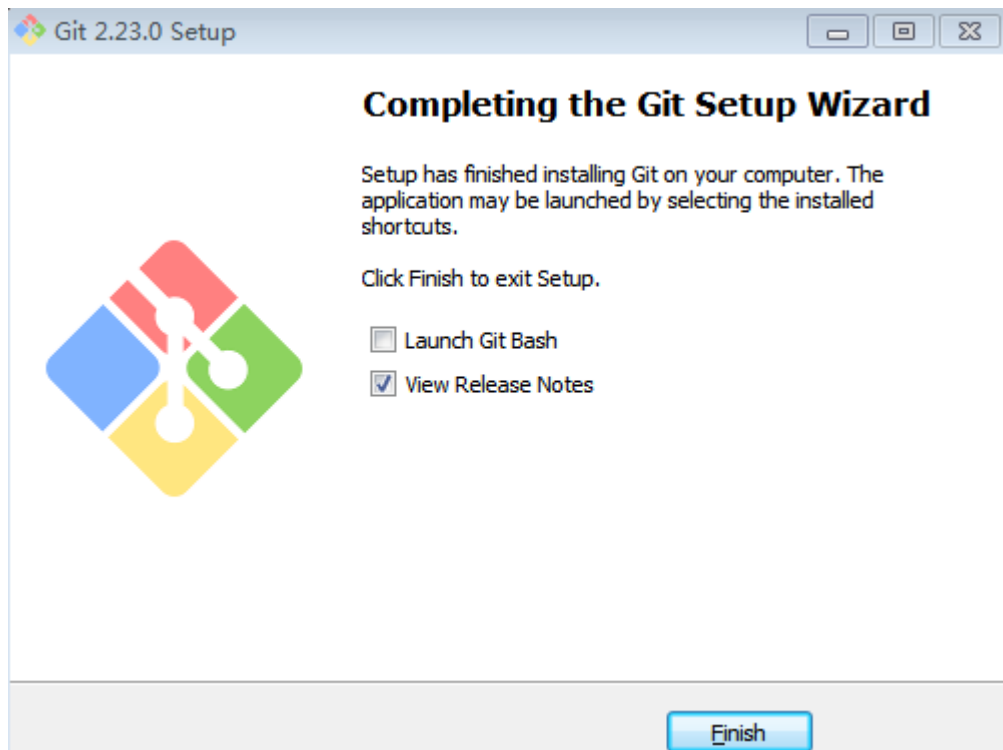 Git 2.23.0 Setup
Completing the Git Setup Wizard
Setup has finished installing Git on your computer. The
application may be launched by selecting the installed
shortcuts.
Click Finish to exit Setup.
Launch Git Bash
View Release Notes
Finish